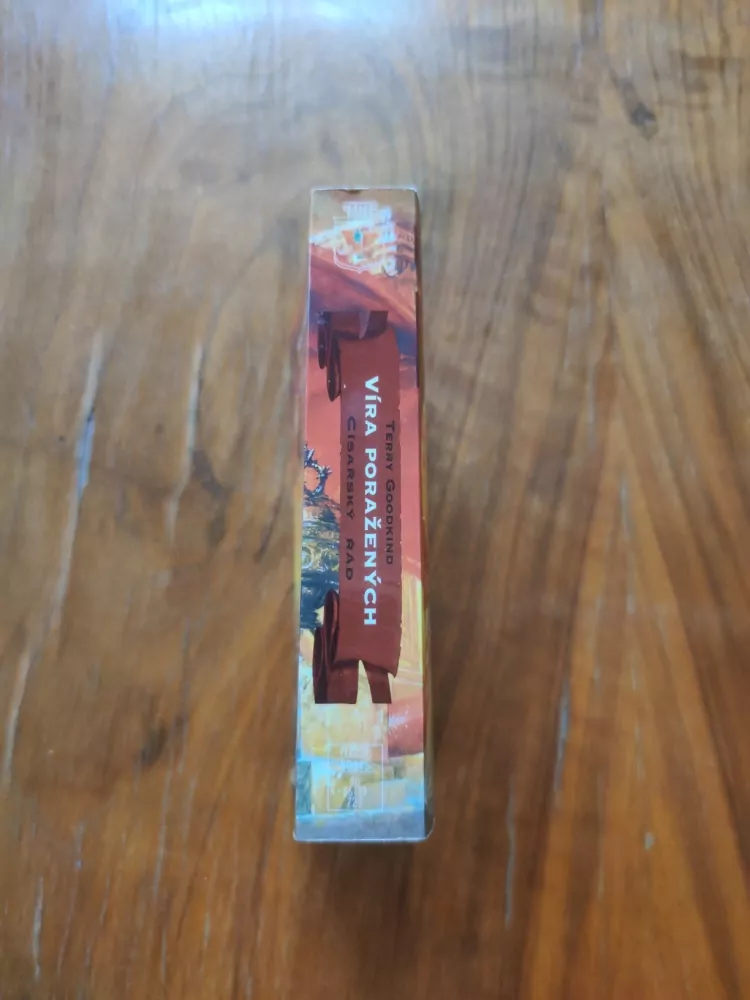 Terry Goodkind
Víra poražených
Císařský řád